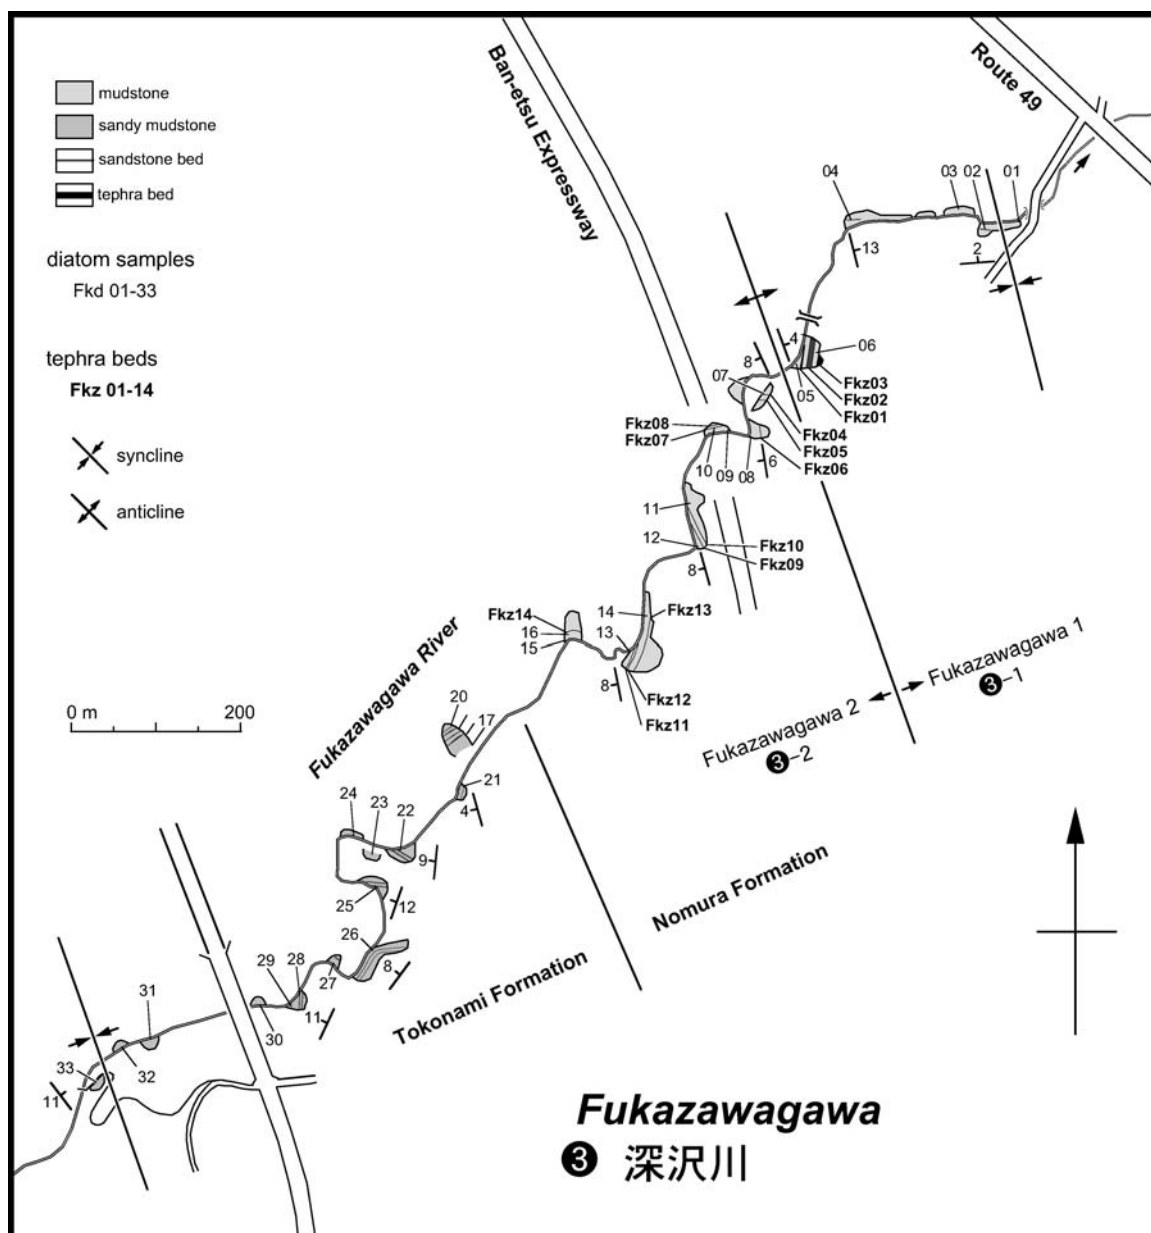 mudstone
sandy mudstone
sandstone bed
tephra bed
diatom samples
Fkd 01-33
tephra beds
Fkz 01-14
syncline
anticline
Ban-etsu Expressway
Route 49
04
03
02
01
13
2
4
06
8
07
05
Fkz03
Fkz02
Fkz01
Fkz08
Fkz07
Fkz04
Fkz05
Fkz06
10
09
08
6
11
12
Fkz10
Fkz09
8
Fkz14
16
15
14
13
Fkz13
8
Fkz12
Fkz11
Fukazawagawa 1
3-1
Fukazawagawa 2
3-2
0 m
200
Fukazawagawa River
20
17
21
4
24
23
22
9
25
12
26
8
27
29
28
30
11
31
32
33
11
Nomura Formation
Tokonami Formation
Fukazawagawa
3 深沢川